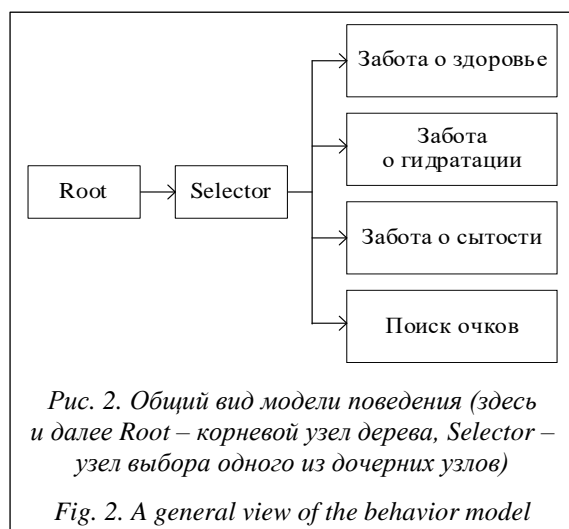 Забота о здоровье
Забота
о гидратации
Root
Selector
Забота о сытости
Поиск очков
Рис. 2. Общий вид модели поведения (здесь
и далее Root – корневой узел дерева, Selector –
узел выбора одного из дочерних узлов)
Fig. 2. A general view of the behavior model